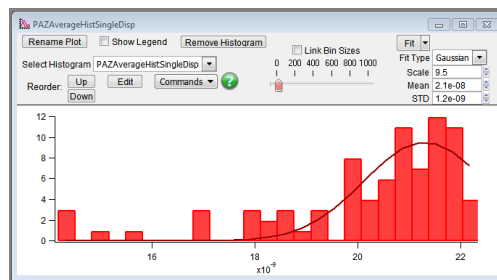 PAZAverageHistSingleDisp
Rename Plot Show Legend Remove Histogram
Select Histogram PAZAverageHistSingleDisp
Reorder: Up Edit Commands ?
Down
Link Bin Sizes
0 200 400 600 800 1000
Fit
Fit Type Gaussian
Scale 9.5
Mean 2.1e-08
STD 1.2e-09
12
10
8
6
4
2
0
16 18 20 22
x10⁻⁹